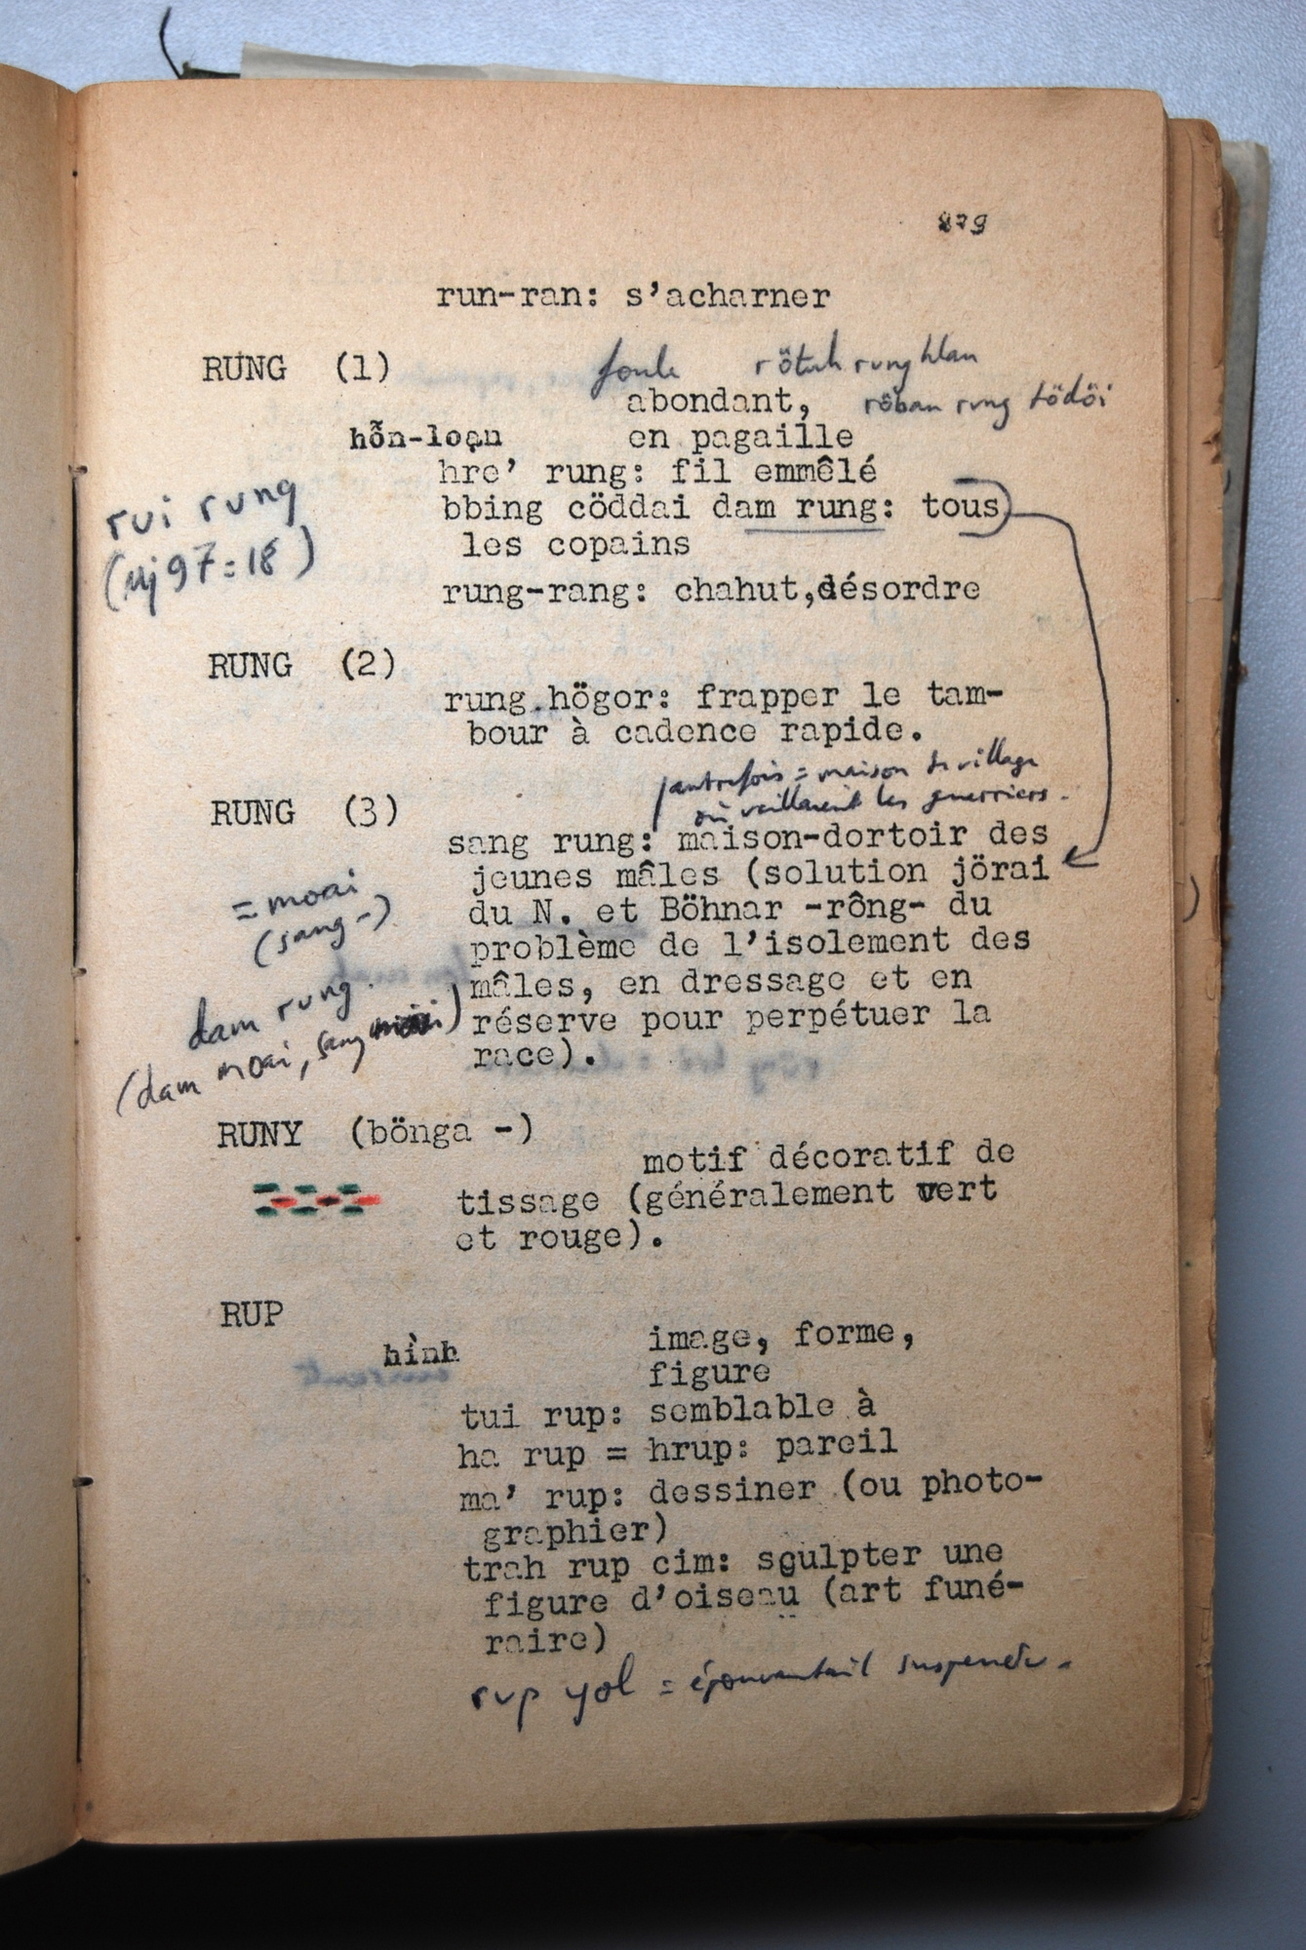 879
run-ran: s'acharner
RUNG (1)
foule rötuh rung hlan
abondant, röban rung tödöi
hỗn-loạn en pagaille
hre' rung: fil emmêlé
bbing cöddai dam rung: tous
les copains
rui rung
rung-rang: chahut,désordre
RUNG (2)
rung högor: frapper le tam-
bour à cadence rapide.
autrefois = maison de village
où veillaient les guerriers.
RUNG (3)
sang rung: maison-dortoir des
jeunes mâles (solution jörai
du N. et Böhnar -rông- du
problème de l'isolement des
mâles, en dressage et en
réserve pour perpétuer la
race).
= moai
(sang -)
dam rung.
(dam moai, sang moai)
RUNY (bönga -)
motif décoratif de
tissage (généralement vert
et rouge).
RUP
hình image, forme,
figure
tui rup: semblable à
ha rup = hrup: pareil
ma' rup: dessiner (ou photo-
graphier)
trah rup cim: sculpter une
figure d'oiseau (art funé-
raire)
rup yol = épouvantail suspendu.